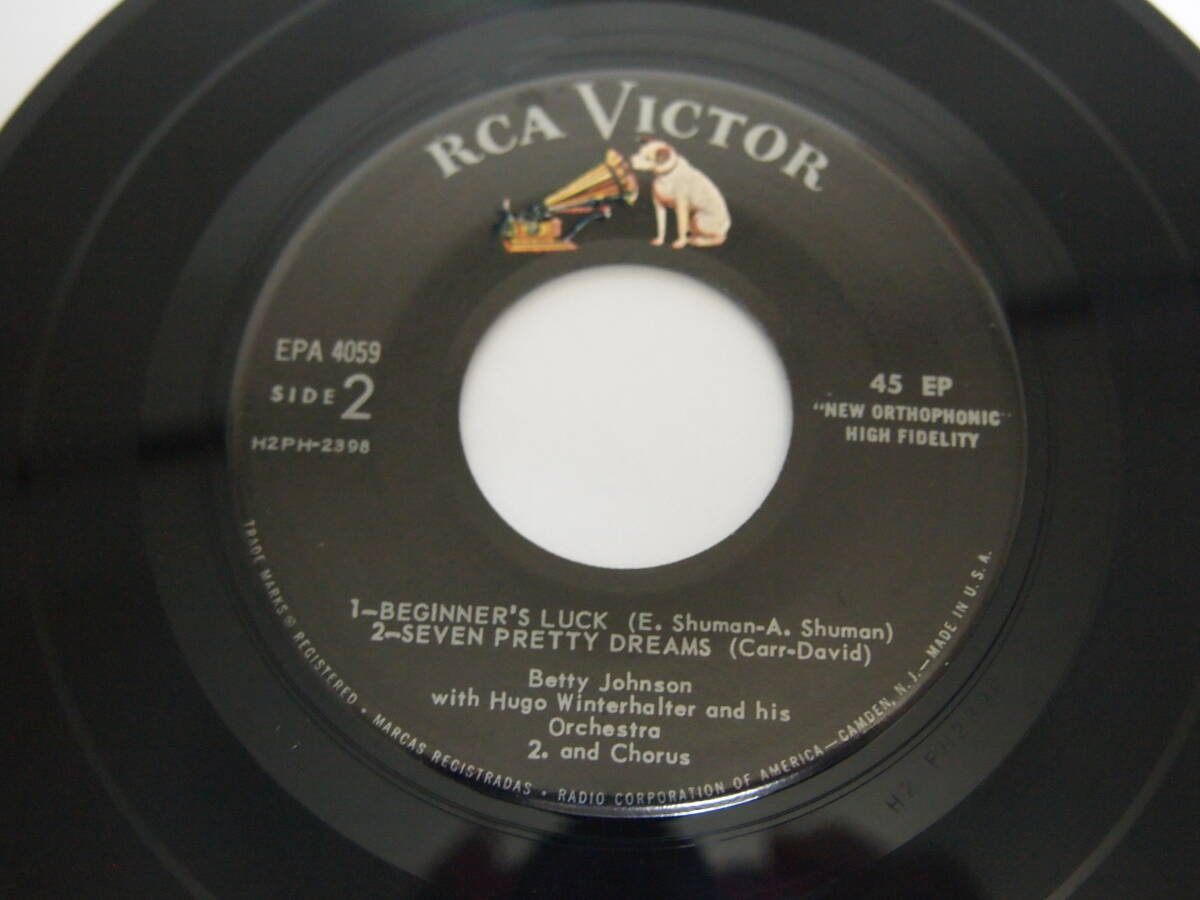 RCA VICTOR
EPA 4059
SIDE 2
H2PH-2398
45 EP
"NEW ORTHOPHONIC"
HIGH FIDELITY
1-BEGINNER'S LUCK (E. Shuman-A. Shuman)
2-SEVEN PRETTY DREAMS (Carr-David)
Betty Johnson
with Hugo Winterhalter and his
Orchestra
2. and Chorus
TRADE MARKS ® REGISTERED • MARCAS REGISTRADAS • RADIO CORPORATION OF AMERICA—CAMDEN, N. J.—MADE IN U. S. A.